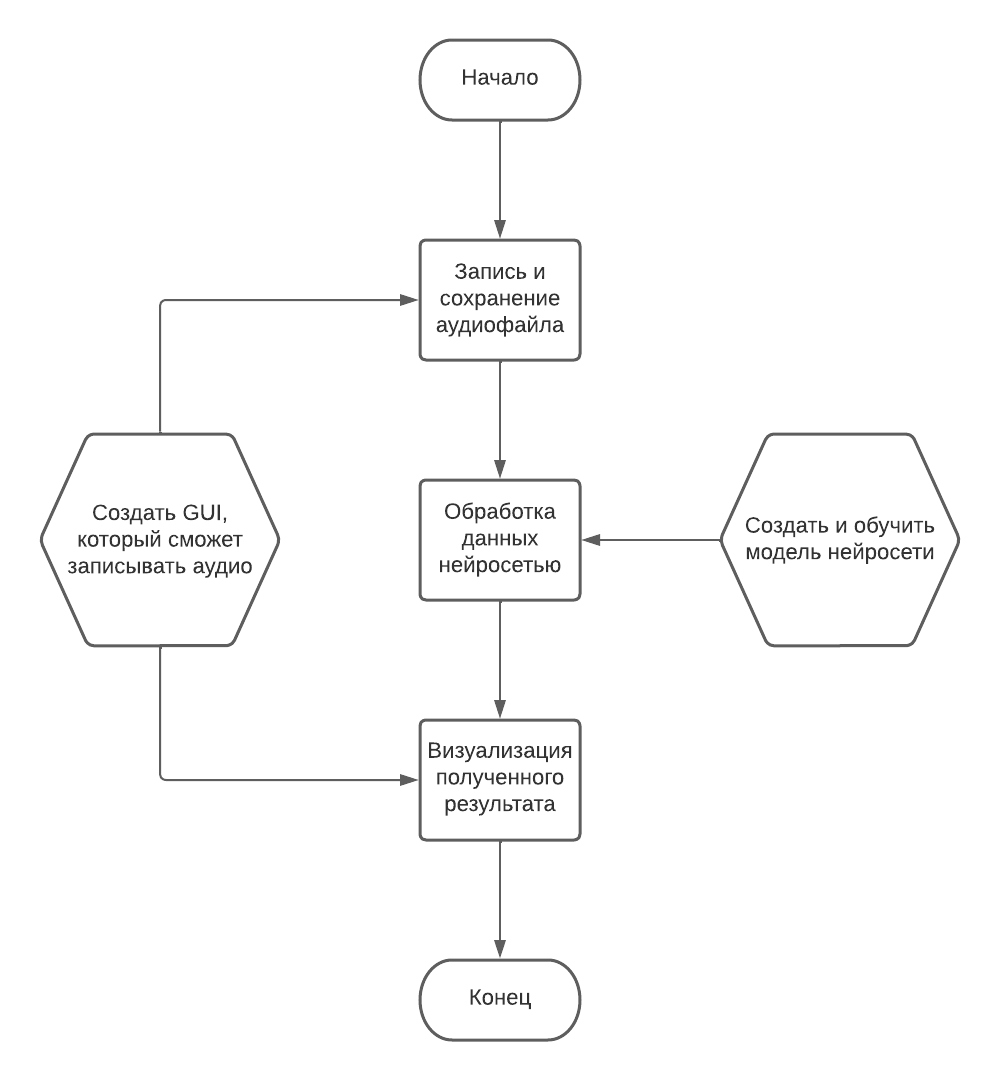 Начало
Запись и
сохранение
аудиофайла
Создать GUI,
который сможет
записывать аудио
Обработка
данных
нейросетью
Создать и обучить
модель нейросети
Визуализация
полученного
результата
Конец